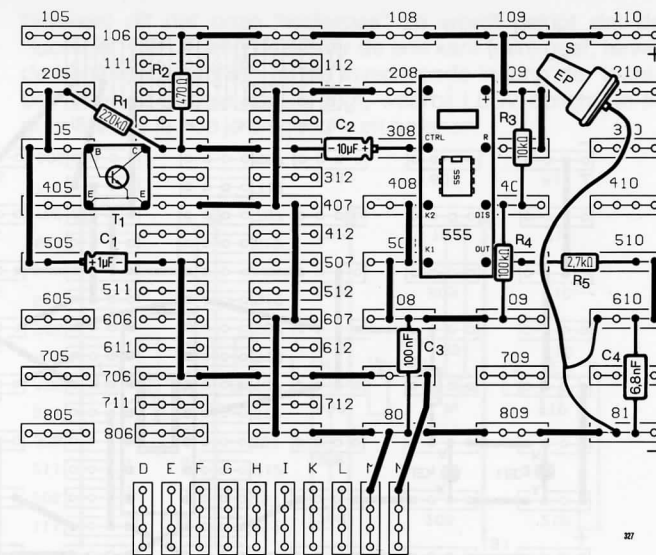 105 106 108 109 110
S +
111 R2 112
205 470Ω 208 09 EP 210
R1 220kΩ
C2 R3
05 − 10μF + 308 CTRL R 10kΩ 310
B C 555
312
405 E E 407 408 K2 DIS 40 410
T1
C1 412 555 R4
505 + 1μF − 507 50 K1 OUT 100kΩ 2,7kΩ 510
R5
511 512
605 606 607 08 09 610
611 612 100nF C3 C4
705 706 709 6,8nF
711 712
805 806 80 809 81 −
D E F G H I K L M N
327